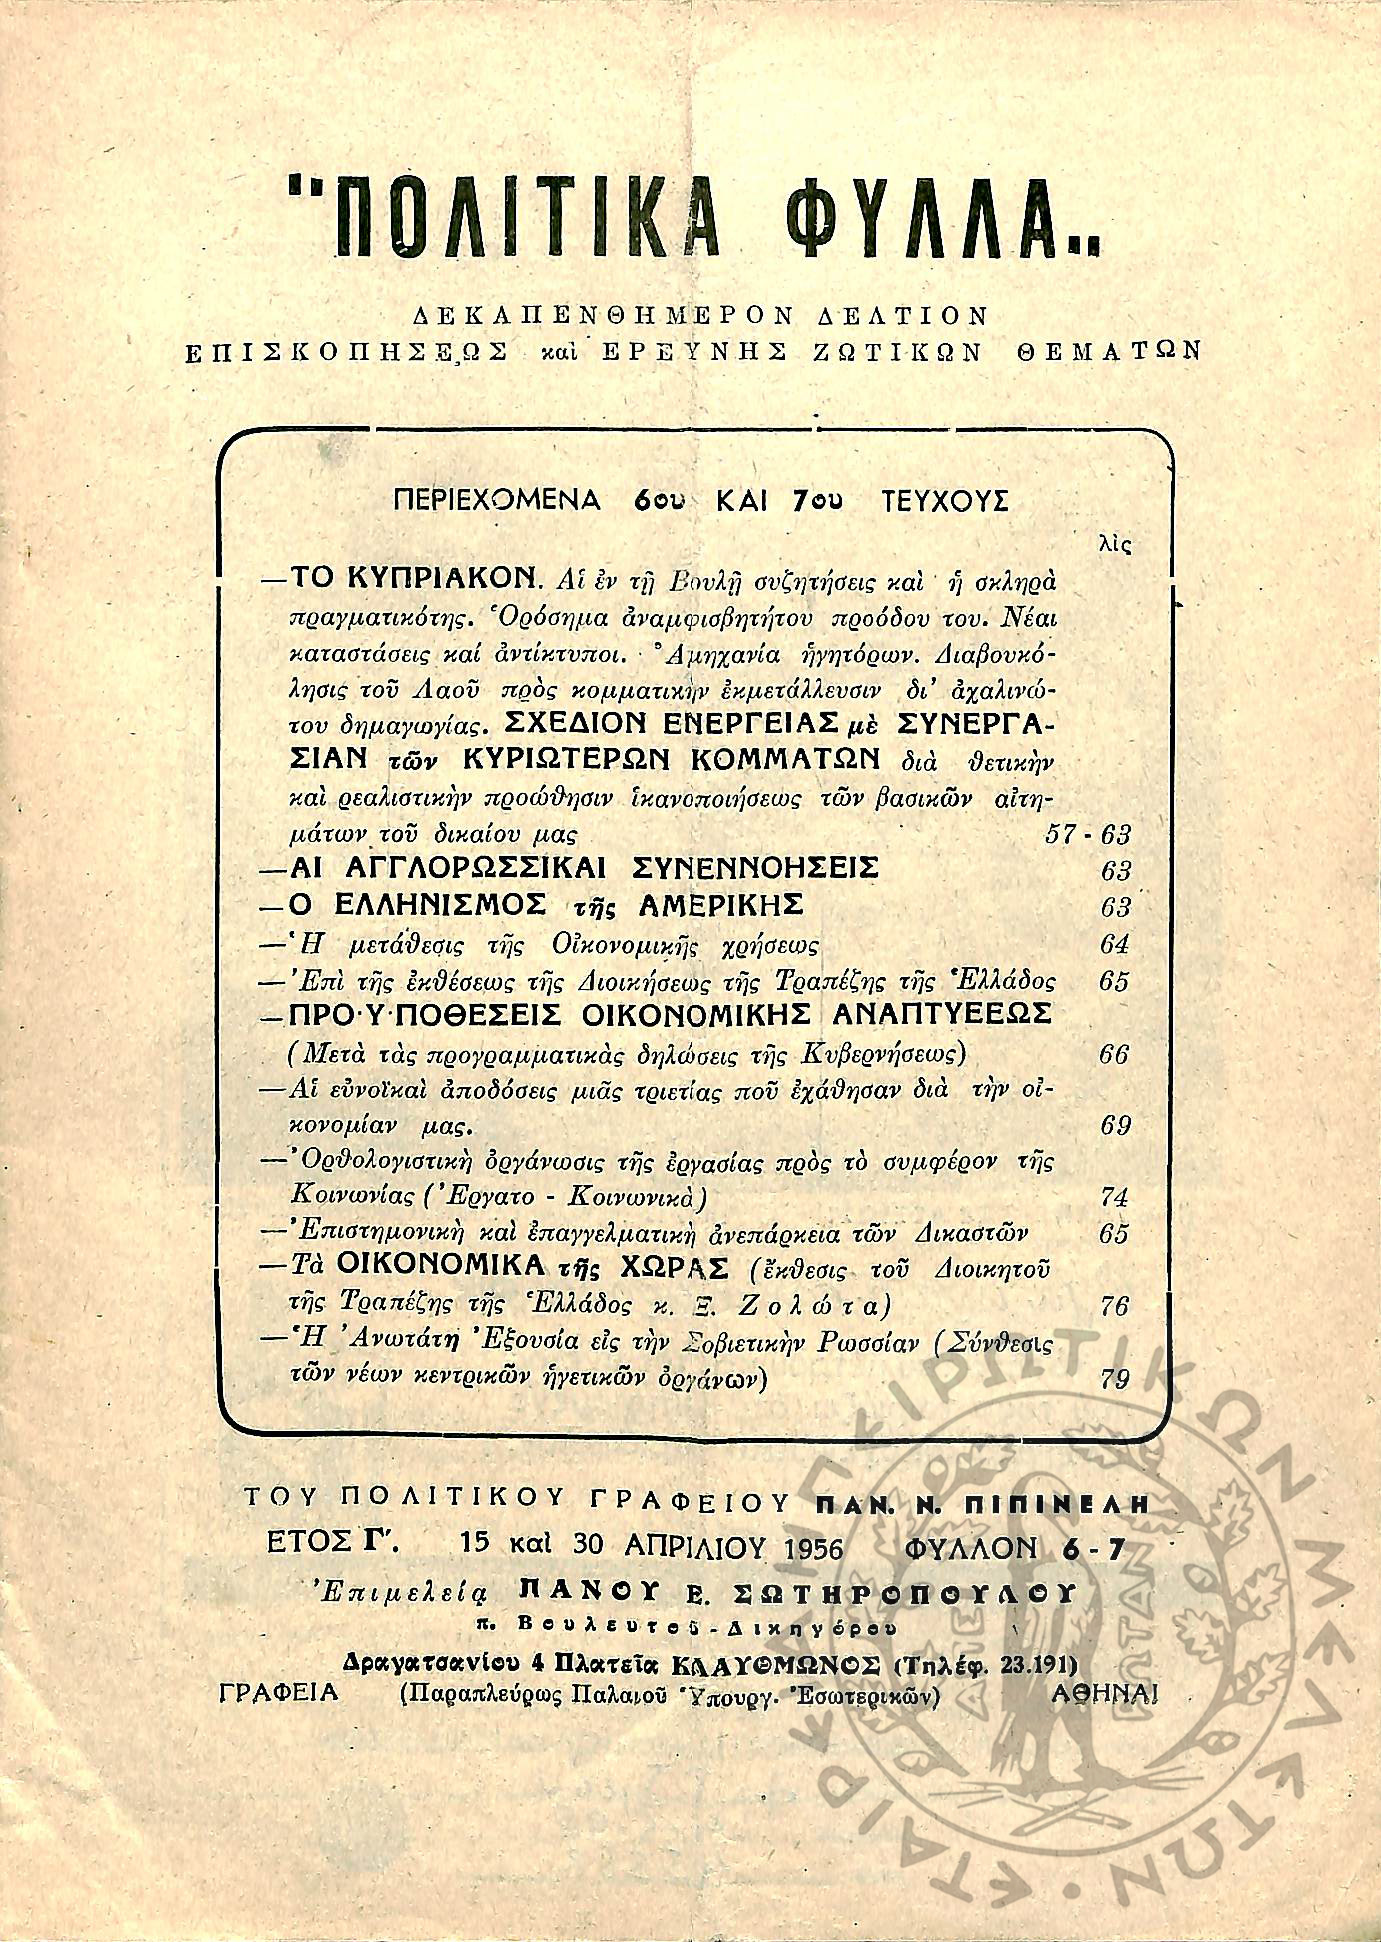 "ΠΟΛΙΤΙΚΑ ΦΥΛΛΑ„
ΔΕΚΑΠΕΝΘΗΜΕΡΟΝ ΔΕΛΤΙΟΝ
ΕΠΙΣΚΟΠΗΣΕΩΣ καὶ ΕΡΕΥΝΗΣ ΖΩΤΙΚΩΝ ΘΕΜΑΤΩΝ
ΠΕΡΙΕΧΟΜΕΝΑ 6ου ΚΑΙ 7ου ΤΕΥΧΟΥΣ
λὶς
—ΤΟ ΚΥΠΡΙΑΚΟΝ. Αἱ ἐν τῇ Βουλῇ συζητήσεις καὶ ἡ σκληρὰ
πραγματικότης. Ὁρόσημα ἀναμφισβητήτου προόδου του. Νέαι
καταστάσεις καί ἀντίκτυποι. Ἀμηχανία ἡγητόρων. Διαβουκό-
λησις τοῦ Λαοῦ πρὸς κομματικὴν ἐκμετάλλευσιν δι' ἀχαλινώ-
του δημαγωγίας. ΣΧΕΔΙΟΝ ΕΝΕΡΓΕΙΑΣ μὲ ΣΥΝΕΡΓΑ-
ΣΙΑΝ τῶν ΚΥΡΙΩΤΕΡΩΝ ΚΟΜΜΑΤΩΝ διὰ θετικὴν
καὶ ρεαλιστικὴν προώθησιν ἱκανοποιήσεως τῶν βασικῶν αἰτη-
μάτων τοῦ δικαίου μας 57 - 63
—ΑΙ ΑΓΓΛΟΡΩΣΣΙΚΑΙ ΣΥΝΕΝΝΟΗΣΕΙΣ 63
—Ο ΕΛΛΗΝΙΣΜΟΣ τῆς ΑΜΕΡΙΚΗΣ 63
—Ἡ μετάθεσις τῆς Οἰκονομικῆς χρήσεως 64
—Ἐπὶ τῆς ἐκθέσεως τῆς Διοικήσεως τῆς Τραπέζης τῆς Ἑλλάδος 65
—ΠΡΟ·Υ·ΠΟΘΕΣΕΙΣ ΟΙΚΟΝΟΜΙΚΗΣ ΑΝΑΠΤΥΕΕΩΣ
(Μετὰ τὰς προγραμματικὰς δηλώσεις τῆς Κυβερνήσεως) 66
—Αἱ εὐνοϊκαὶ ἀποδόσεις μιᾶς τριετίας ποῦ ἐχάθησαν διὰ τὴν οἰ-
κονομίαν μας. 69
—Ὀρθολογιστικὴ ὀργάνωσις τῆς ἐργασίας πρὸς τὸ συμφέρον τῆς
Κοινωνίας (Ἐργατο - Κοινωνικὰ) 74
—Ἐπιστημονικὴ καὶ ἐπαγγελματικὴ ἀνεπάρκεια τῶν Δικαστῶν 65
—Τὰ ΟΙΚΟΝΟΜΙΚΑ τῆς ΧΩΡΑΣ (ἔκθεσις τοῦ Διοικητοῦ
τῆς Τραπέζης τῆς Ἑλλάδος κ. Ξ. Ζολώτα) 76
—Ἡ Ἀνωτάτη Ἐξουσία εἰς τὴν Σοβιετικὴν Ρωσσίαν (Σύνθεσις
τῶν νέων κεντρικῶν ἡγετικῶν ὀργάνων) 79
ΤΟΥ ΠΟΛΙΤΙΚΟΥ ΓΡΑΦΕΙΟΥ ΠΑΝ. Ν. ΠΙΠΙΝΕΛΗ
ΕΤΟΣ Γ'. 15 καὶ 30 ΑΠΡΙΛΙΟΥ 1956 ΦΥΛΛΟΝ 6 - 7
Ἐπιμελείᾳ ΠΑΝΟΥ Ε. ΣΩΤΗΡΟΠΟΥΛΟΥ
π. Βουλευτοῦ - Δικηγόρου
Δραγατσανίου 4 Πλατεῖα ΚΛΑΥΘΜΩΝΟΣ (Τηλέφ. 23.191)
ΓΡΑΦΕΙΑ (Παραπλεύρως Παλαιοῦ Ὑπουργ. Ἐσωτερικῶν) ΑΘΗΝΑΙ
ΕΤΑΙΡΕΙΑ ΗΠΕΙΡΩΤΙΚΩΝ ΜΕΛΕΤΩΝ